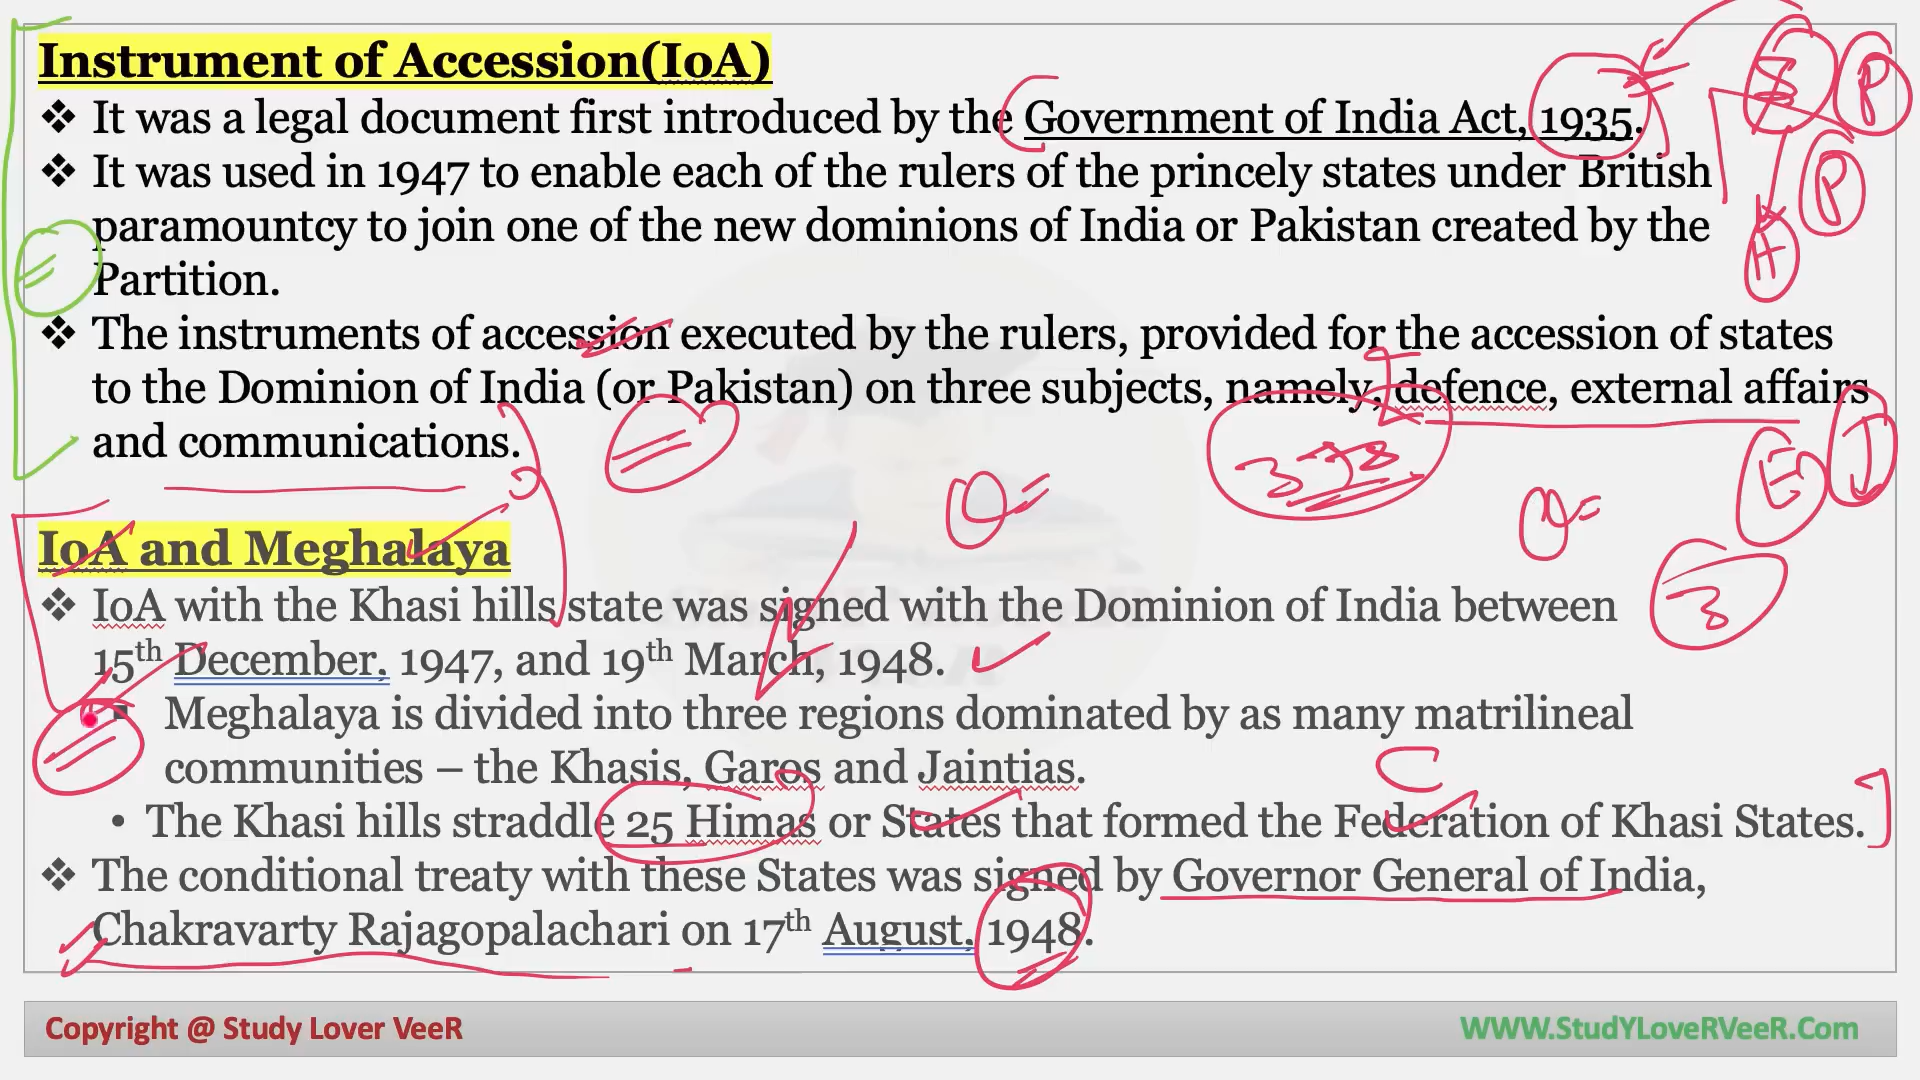 Instrument of Accession(IoA)
❖ It was a legal document first introduced by the Government of India Act, 1935.
❖ It was used in 1947 to enable each of the rulers of the princely states under British
paramountcy to join one of the new dominions of India or Pakistan created by the
Partition.
❖ The instruments of accession executed by the rulers, provided for the accession of states
to the Dominion of India (or Pakistan) on three subjects, namely, defence, external affairs
and communications.
IoA and Meghalaya
❖ IoA with the Khasi hills state was signed with the Dominion of India between
15th December, 1947, and 19th March, 1948.
▪ Meghalaya is divided into three regions dominated by as many matrilineal
communities – the Khasis, Garos and Jaintias.
• The Khasi hills straddle 25 Himas or States that formed the Federation of Khasi States.
❖ The conditional treaty with these States was signed by Governor General of India,
Chakravarty Rajagopalachari on 17th August, 1948.
Copyright @ Study Lover VeeR
WWW.StudYLoveRVeeR.Com